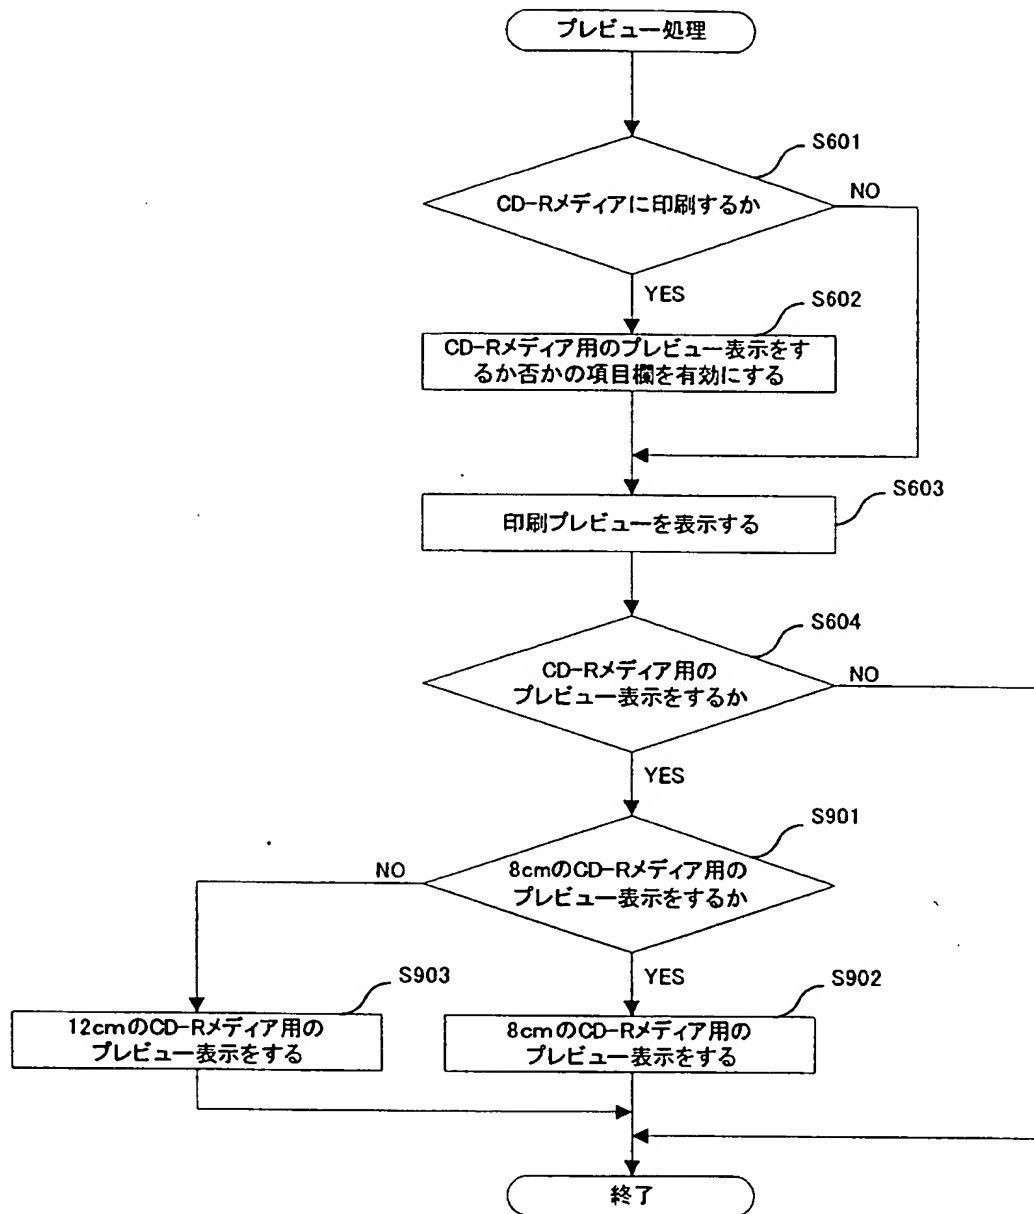 プレビュー処理
S601
CD-Rメディアに印刷するか
NO
YES
S602
CD-Rメディア用のプレビュー表示をす
るか否かの項目欄を有効にする
S603
印刷プレビューを表示する
S604
CD-Rメディア用の
プレビュー表示をするか
NO
YES
S901
8cmのCD-Rメディア用の
プレビュー表示をするか
NO
YES
S903
12cmのCD-Rメディア用の
プレビュー表示をする
S902
8cmのCD-Rメディア用の
プレビュー表示をする
終了